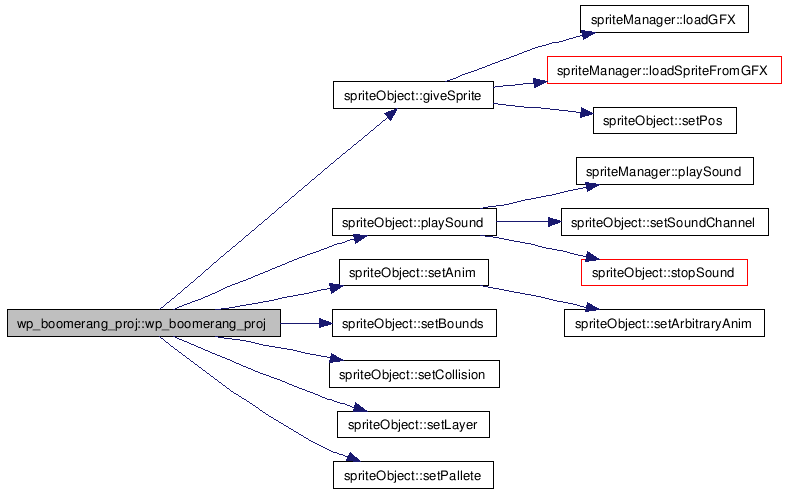 spriteManager::loadGFX
spriteManager::loadSpriteFromGFX
spriteObject::giveSprite
spriteObject::setPos
spriteManager::playSound
spriteObject::playSound
spriteObject::setSoundChannel
spriteObject::setAnim
spriteObject::stopSound
wp_boomerang_proj::wp_boomerang_proj
spriteObject::setBounds
spriteObject::setArbitraryAnim
spriteObject::setCollision
spriteObject::setLayer
spriteObject::setPallete